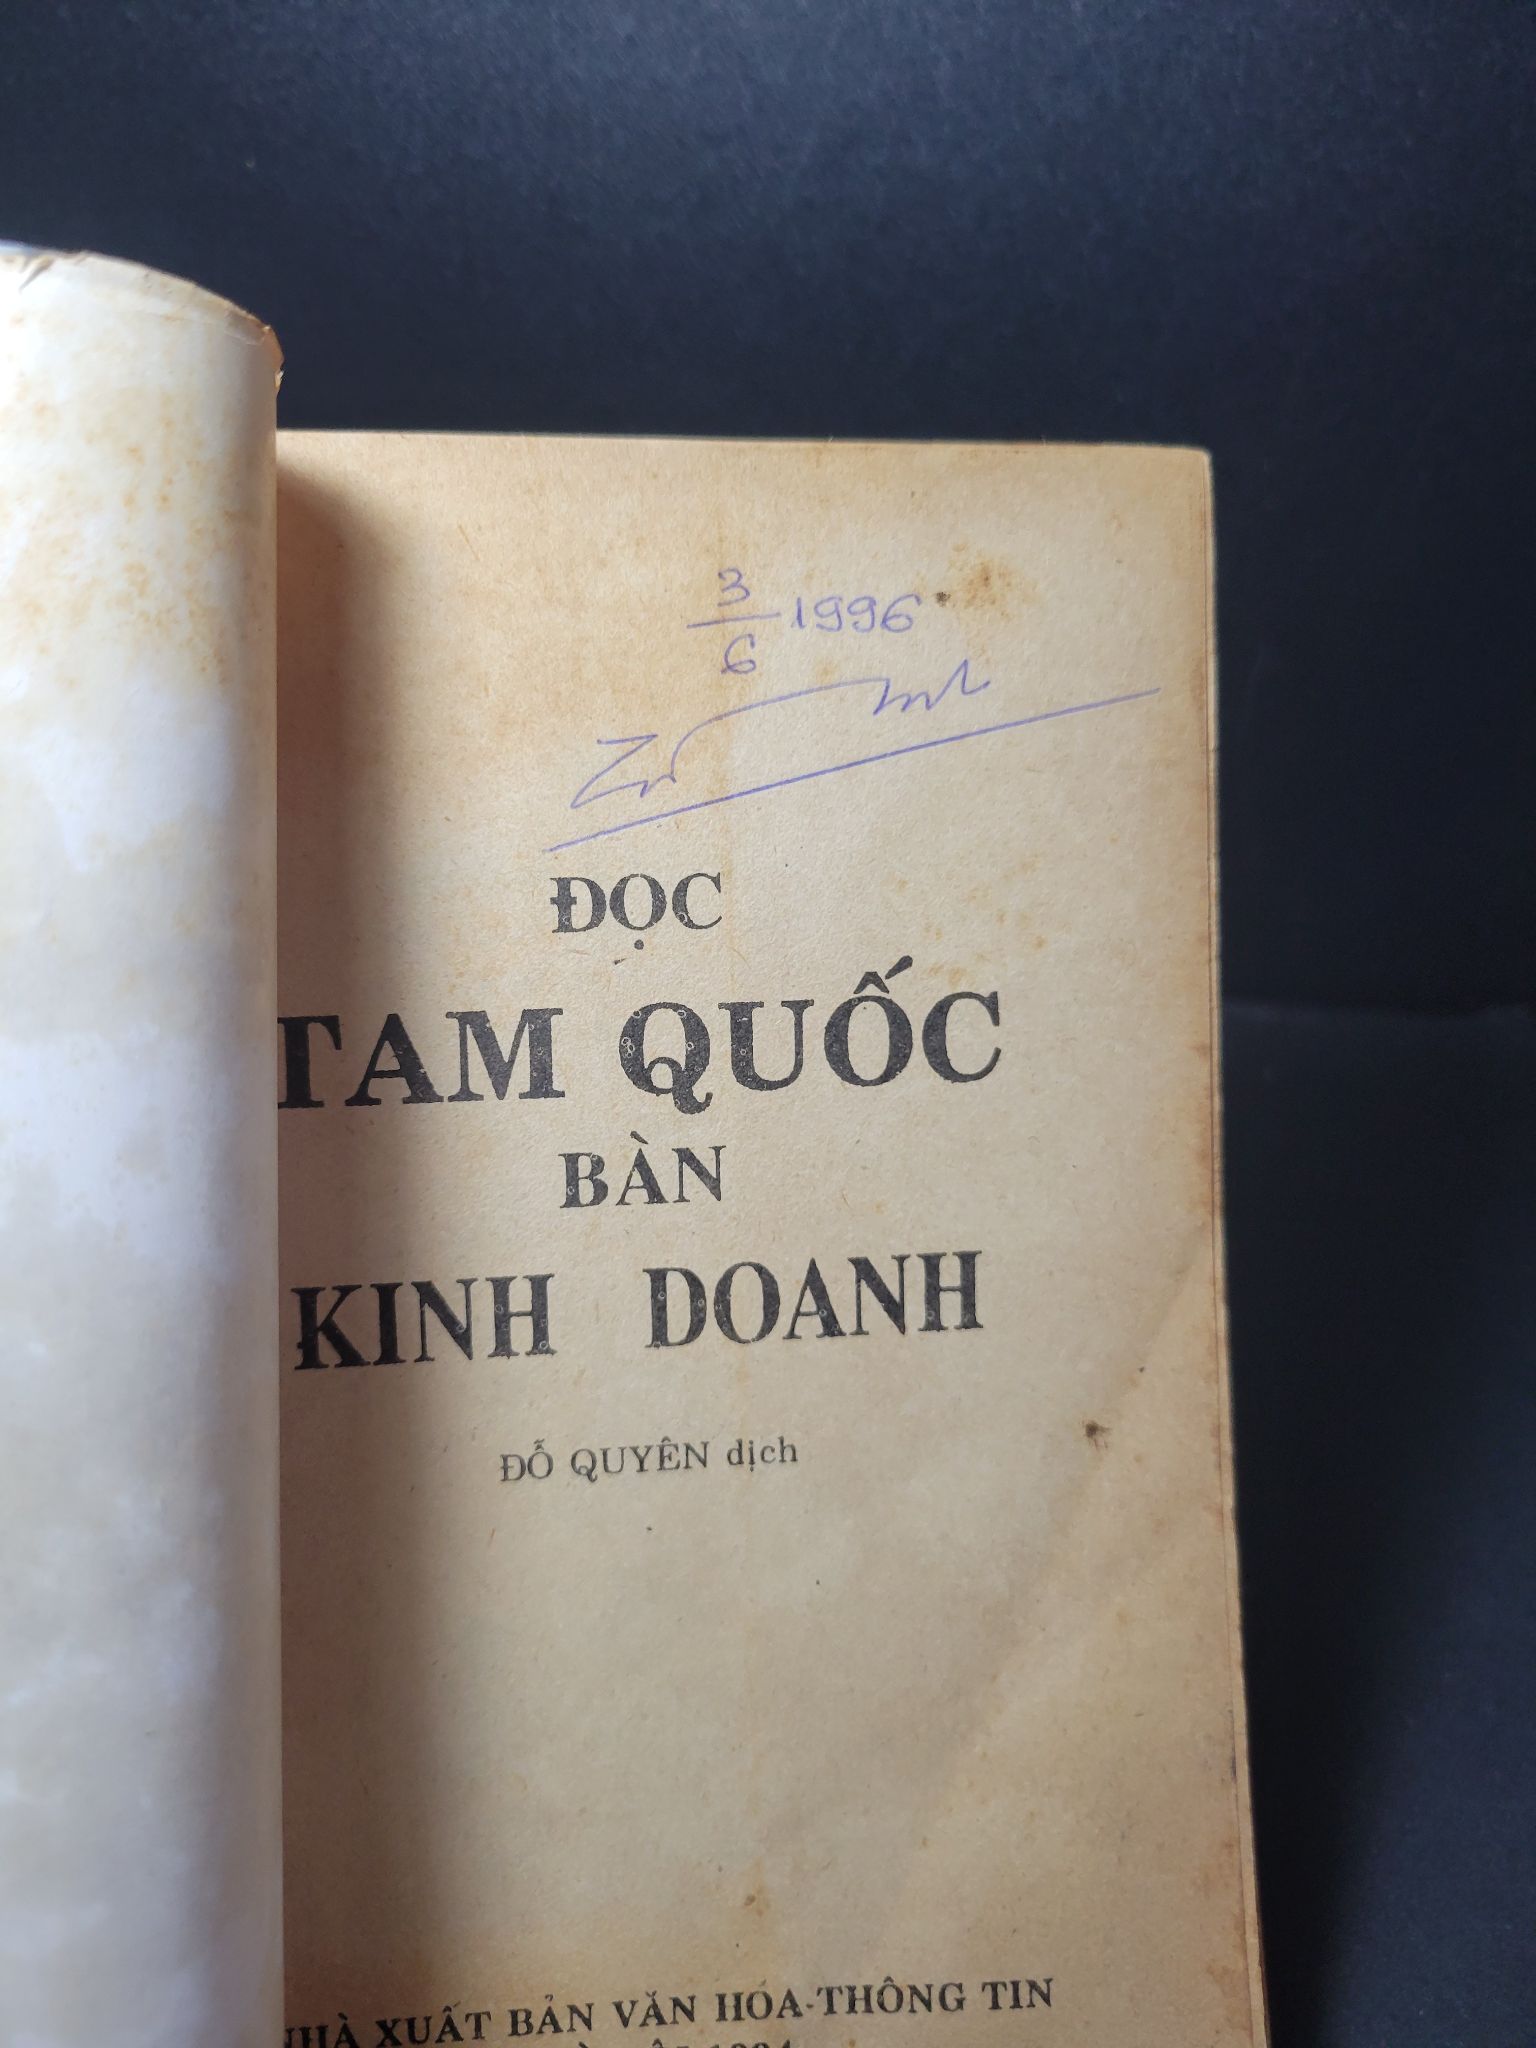 3/6 1996
ĐỌC
TAM QUỐC
BÀN
KINH DOANH
ĐỖ QUYÊN dịch
NHÀ XUẤT BẢN VĂN HÓA-THÔNG TIN